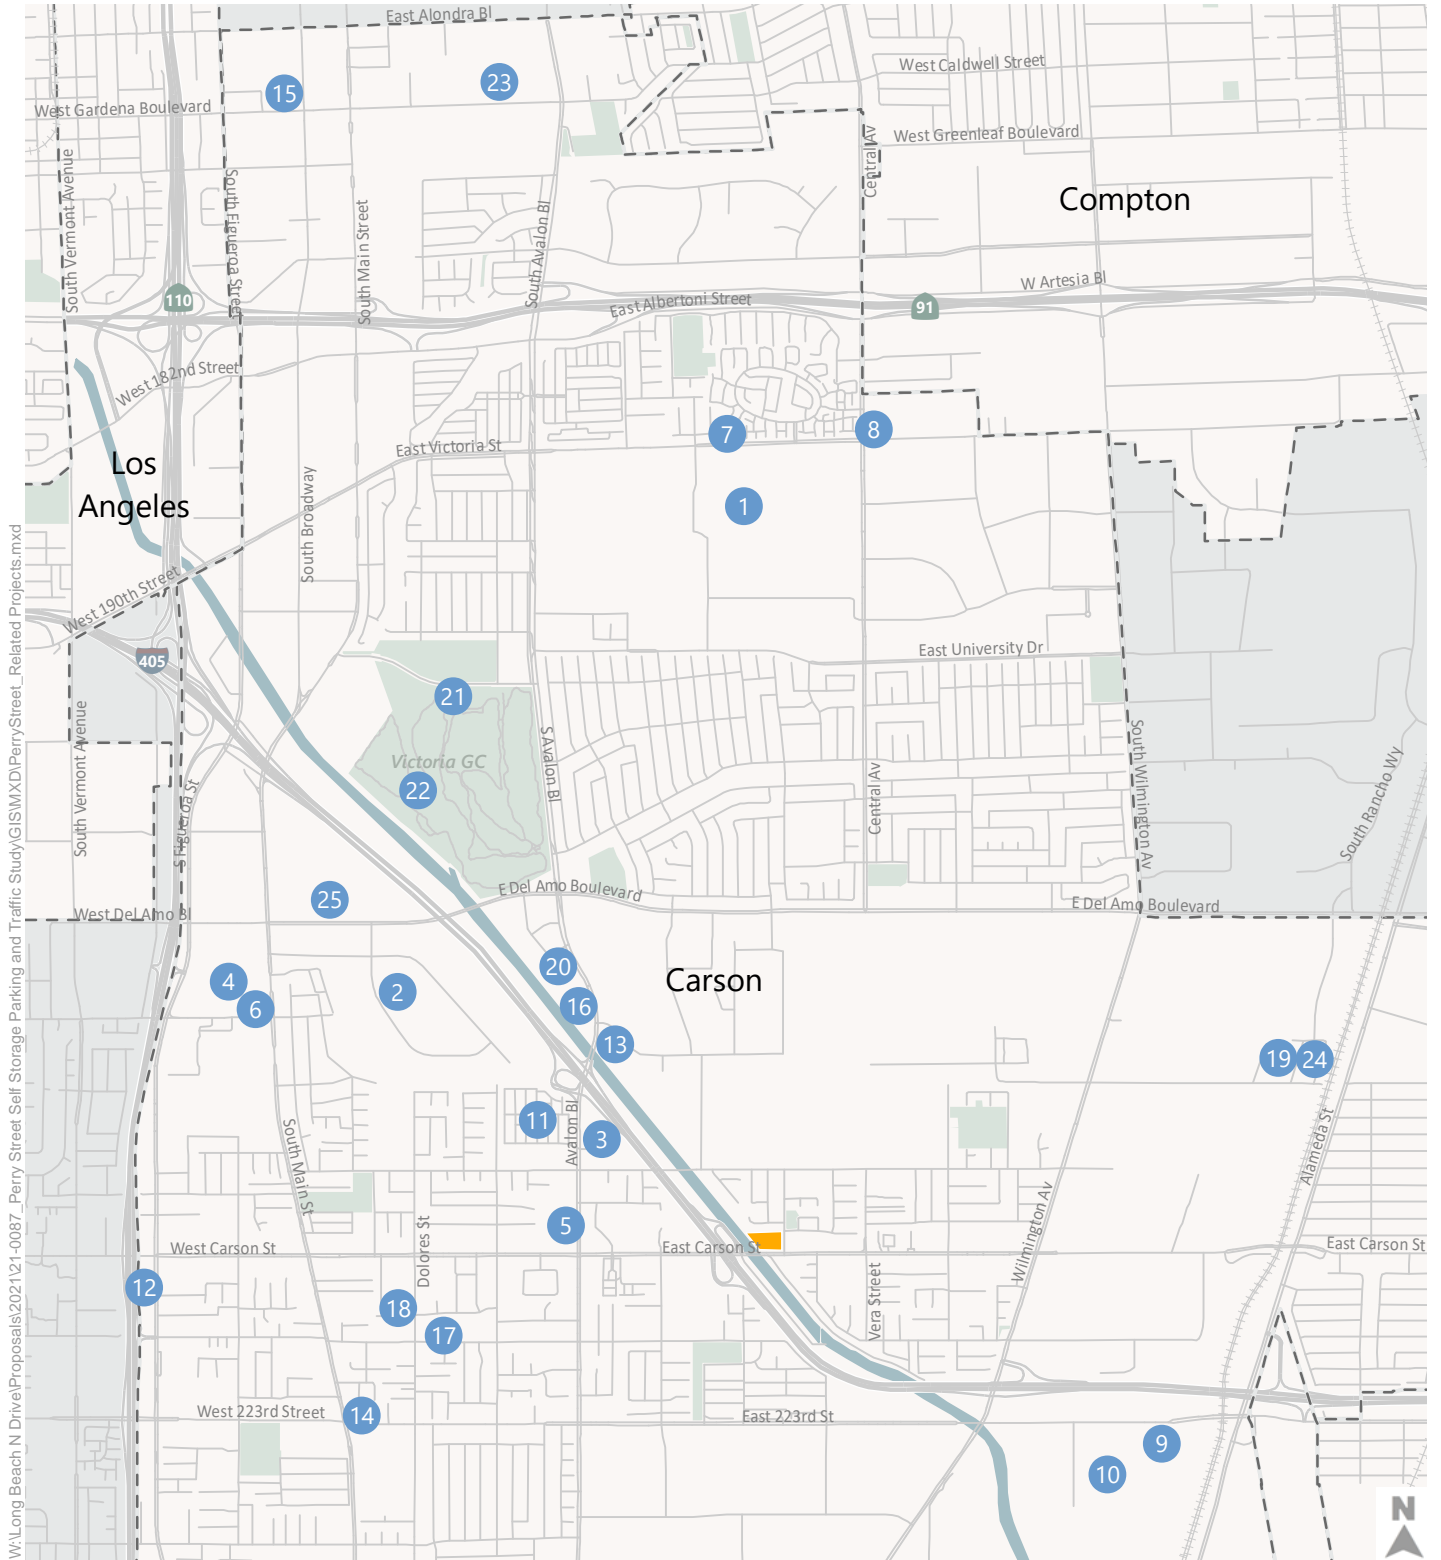 East Alondra Bl
West Caldwell Street
23
15
West Gardena Boulevard
West Greenleaf Boulevard
Central Av
South Vermont Avenue
South Figueroa Street
South Main Street
South Avalon Bl
Compton
110
East Albertoni Street
W Artesia Bl
91
West 182nd Street
7
8
East Victoria St
Los
Angeles
1
South Broadway
West 190th Street
405
East University Dr
21
Victoria GC
22
S Avalon Bl
South Vermont Avenue
S Figueroa St
Central Av
South Wilmington Av
South Rancho Wy
25
E Del Amo Boulevard
E Del Amo Boulevard
West Del Amo Bl
4
6
2
20
16
13
Carson
19
24
11
3
Avalon Bl
South Main St
Alameda St
5
Dolores St
West Carson St
East Carson St
East Carson St
Wilmington Av
Vera Street
12
18
17
14
West 223rd Street
East 223rd St
9
10
N
W:\Long Beach N Drive\Proposals\2021\21-0087_Perry Street Self Storage Parking and Traffic Study\GIS\MXD\PerryStreet_Related Projects.mxd